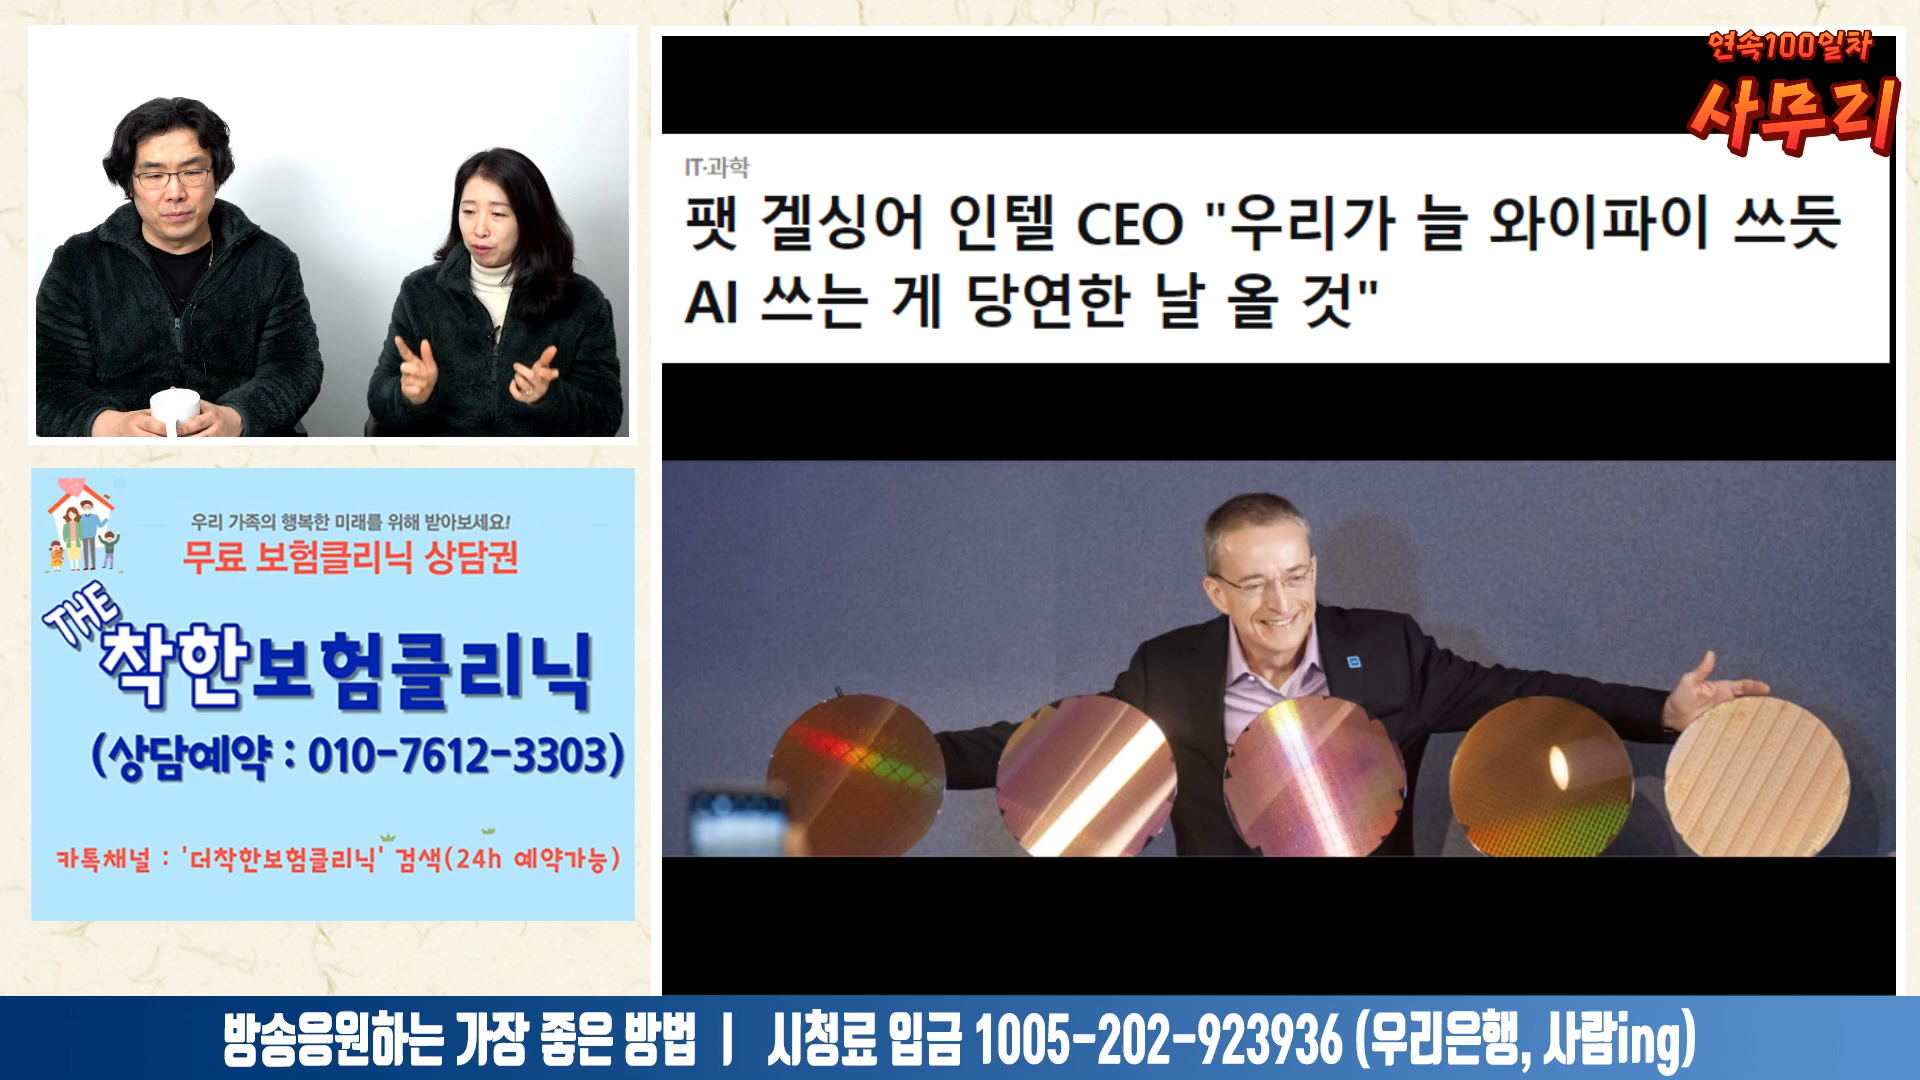 연속100일차
사무리
IT·과학
팻 겔싱어 인텔 CEO "우리가 늘 와이파이 쓰듯
AI 쓰는 게 당연한 날 올 것"
우리 가족의 행복한 미래를 위해 받아보세요!
무료 보험클리닉 상담권
THE
착한보험클리닉
(상담예약 : 010-7612-3303)
카톡채널 : '더착한보험클리닉' 검색(24h 예약가능)
방송응원하는 가장 좋은 방법 ㅣ 시청료 입금 1005-202-923936 (우리은행, 사람ing)